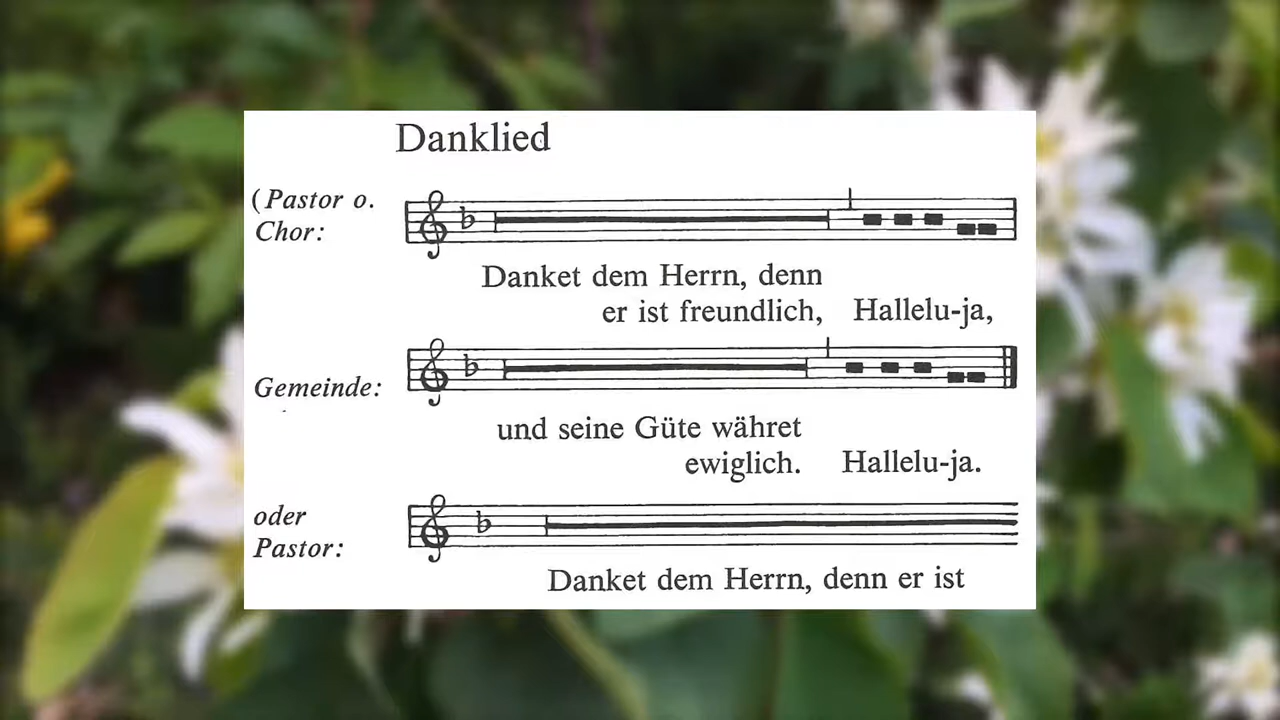 Danklied
(Pastor o.
Chor:
Danket dem Herrn, denn
er ist freundlich, Hallelu-ja,
Gemeinde:
und seine Güte währet
ewiglich. Hallelu-ja.
oder
Pastor:
Danket dem Herrn, denn er ist